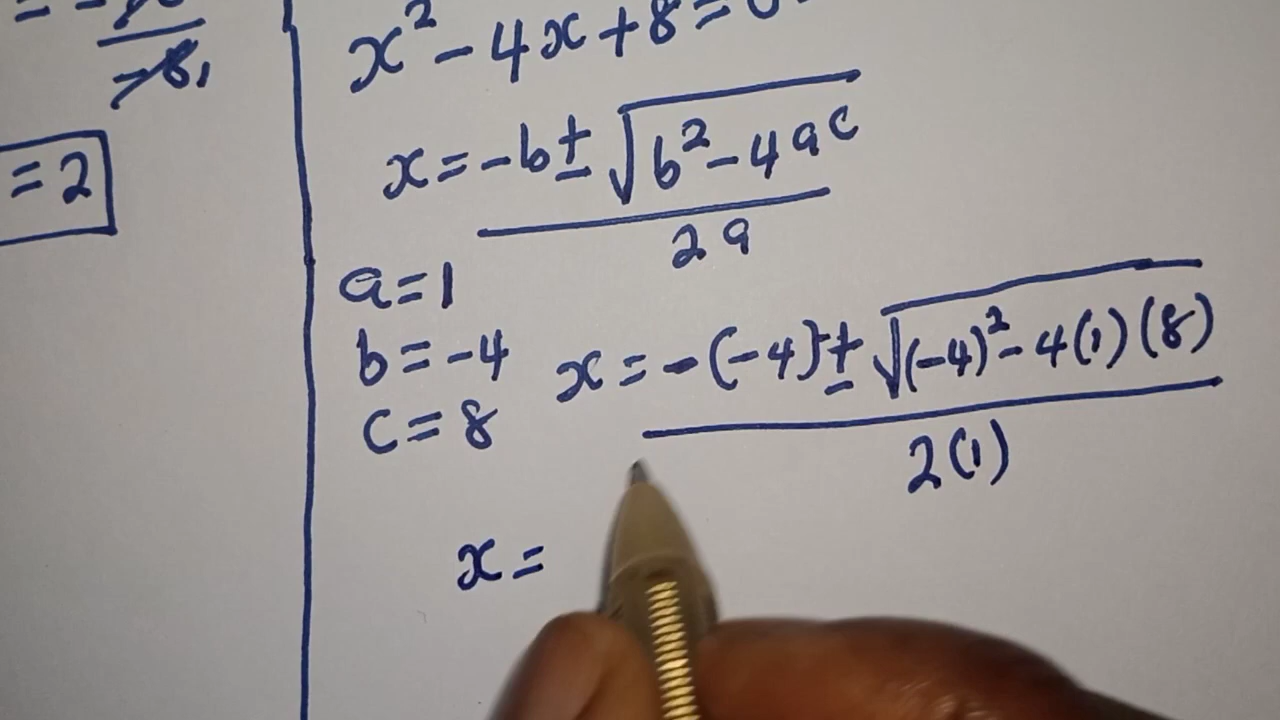 = 2
x² - 4x + 8 = 0
x = -b ± √(b² - 4ac)
2a
a = 1
b = -4
c = 8
x = -(-4) ± √((-4)² - 4(1)(8))
2(1)
x =